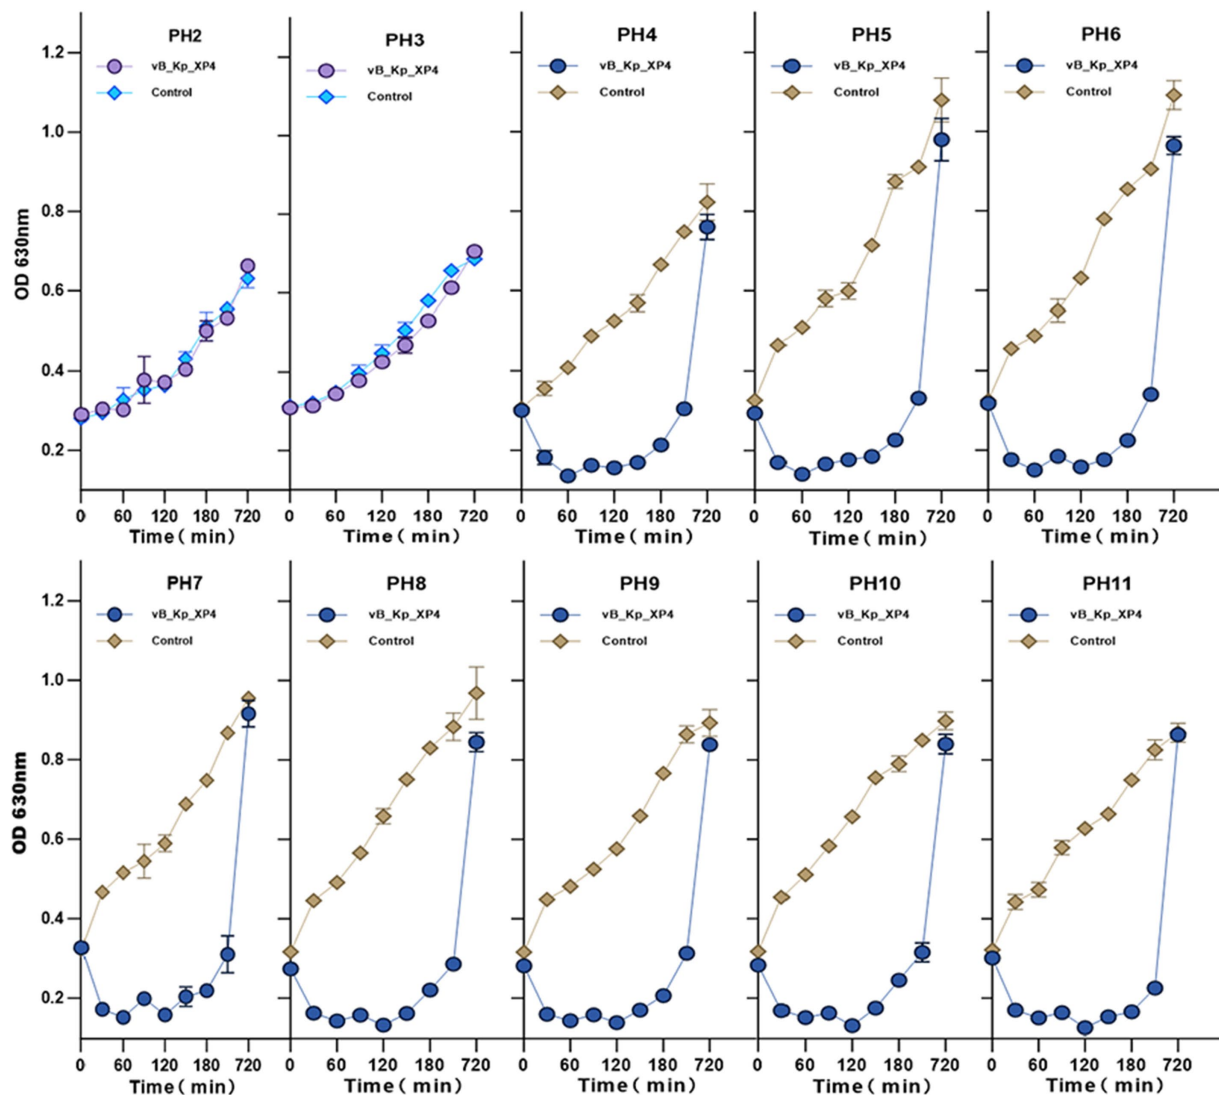 PH2
vB_Kp_XP4
Control
PH3
vB_Kp_XP4
Control
PH4
vB_Kp_XP4
Control
PH5
vB_Kp_XP4
Control
PH6
vB_Kp_XP4
Control
OD 630nm
1.2
1.0
0.8
0.6
0.4
0.2
0 60 120 180 720
Time( min)
0 60 120 180 720
Time( min)
0 60 120 180 720
Time( min)
0 60 120 180 720
Time( min)
0 60 120 180 720
Time( min)
PH7
vB_Kp_XP4
Control
PH8
vB_Kp_XP4
Control
PH9
vB_Kp_XP4
Control
PH10
vB_Kp_XP4
Control
PH11
vB_Kp_XP4
Control
OD 630nm
1.2
1.0
0.8
0.6
0.4
0.2
0 60 120 180 720
Time( min)
0 60 120 180 720
Time( min)
0 60 120 180 720
Time( min)
0 60 120 180 720
Time( min)
0 60 120 180 720
Time( min)